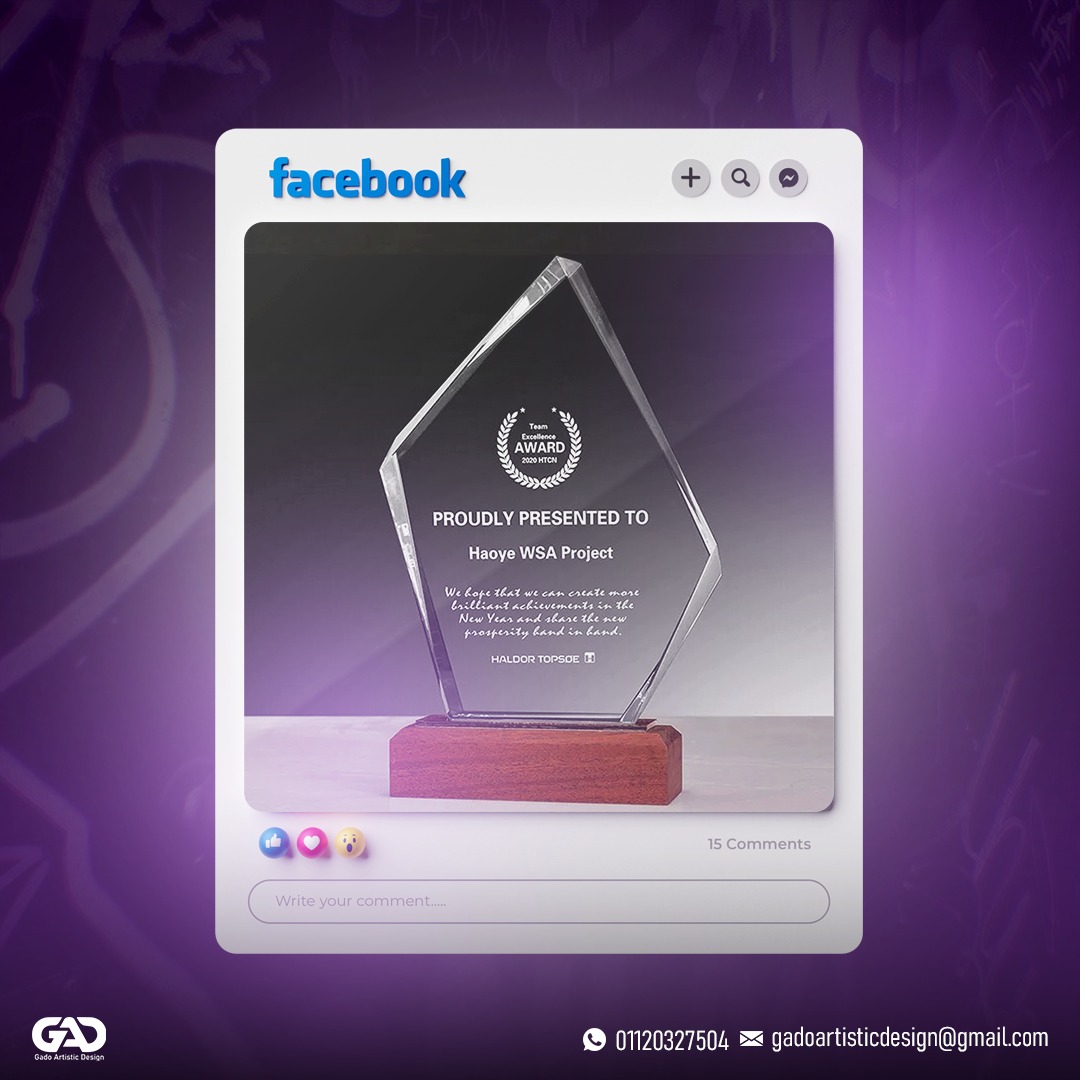 facebook
Team
Excellence
AWARD
2020 HTCN
PROUDLY PRESENTED TO
Haoye WSA Project
We hope that we can create more
brilliant achievements in the
New Year and share the new
prosperity hand in hand.
HALDOR TOPSØE
15 Comments
Write your comment.....
GAD
Gado Artistic Design
01120327504 gadoartisticdesign@gmail.com